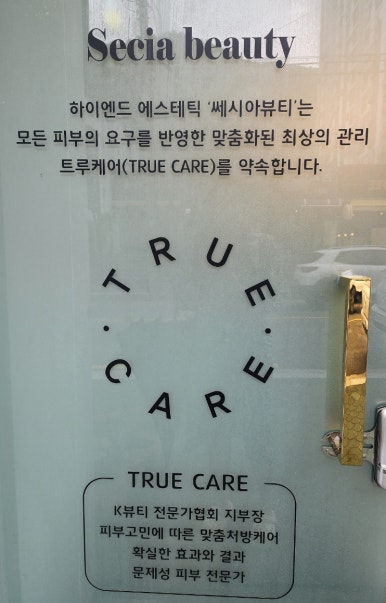 Secia beauty
하이엔드 에스테틱 '쎄시아뷰티'는
모든 피부의 요구를 반영한 맞춤화된 최상의 관리
트루케어(TRUE CARE)를 약속합니다.
· TRUE ·
CARE
TRUE CARE
K뷰티 전문가협회 지부장
피부고민에 따른 맞춤처방케어
확실한 효과와 결과
문제성 피부 전문가